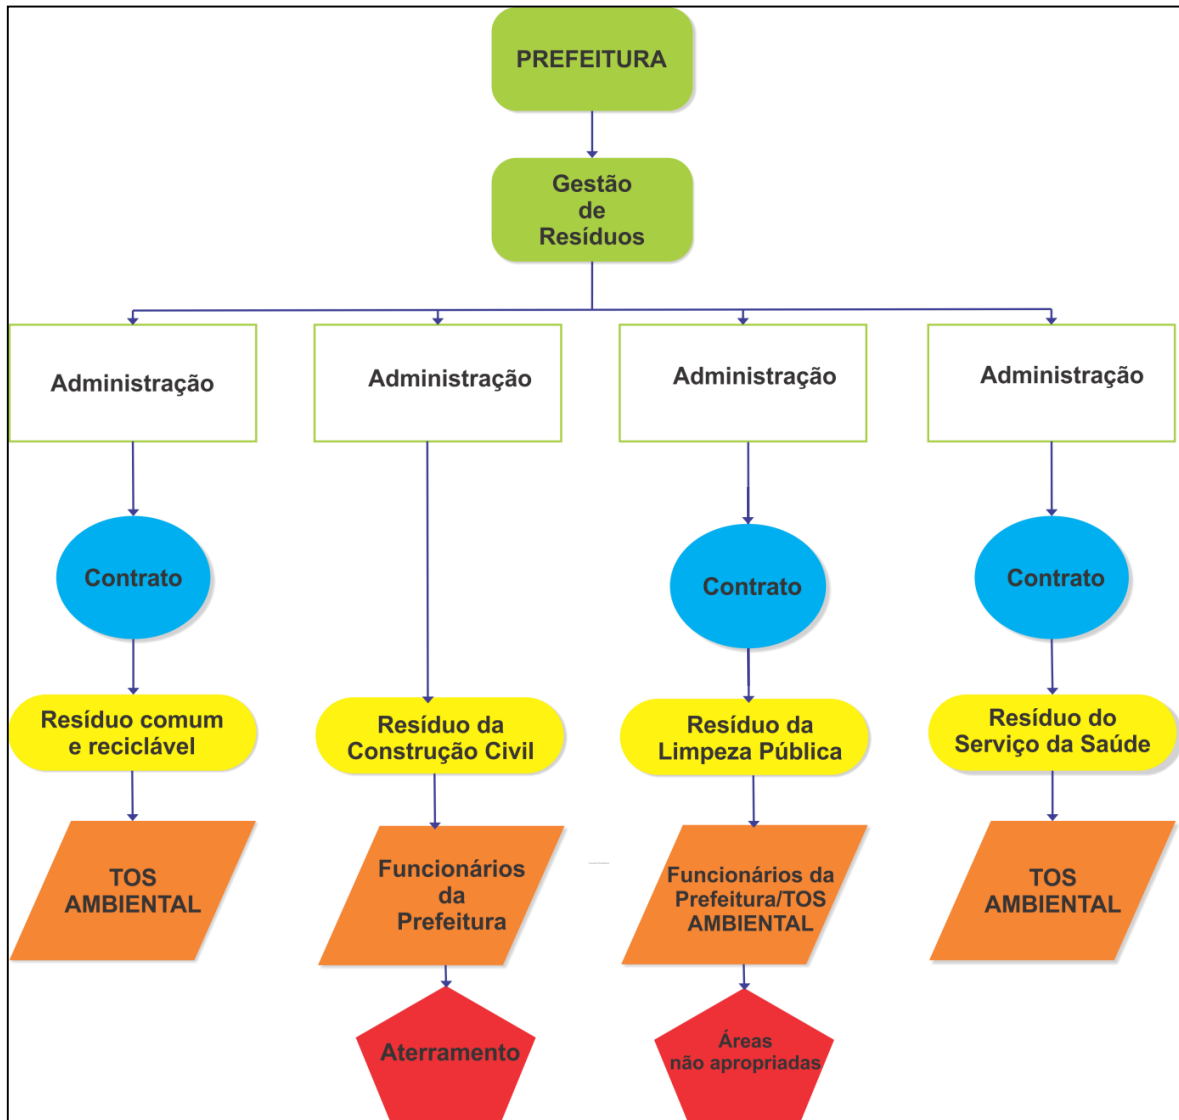 PREFEITURA
Gestão
de
Resíduos
Administração
Administração
Administração
Administração
Contrato
Contrato
Contrato
Resíduo comum
e reciclável
Resíduo da
Construção Civil
Resíduo da
Limpeza Pública
Resíduo do
Serviço da Saúde
TOS
AMBIENTAL
Funcionários
da
Prefeitura
Funcionários da
Prefeitura/TOS
AMBIENTAL
TOS
AMBIENTAL
Aterramento
Áreas
não apropriadas